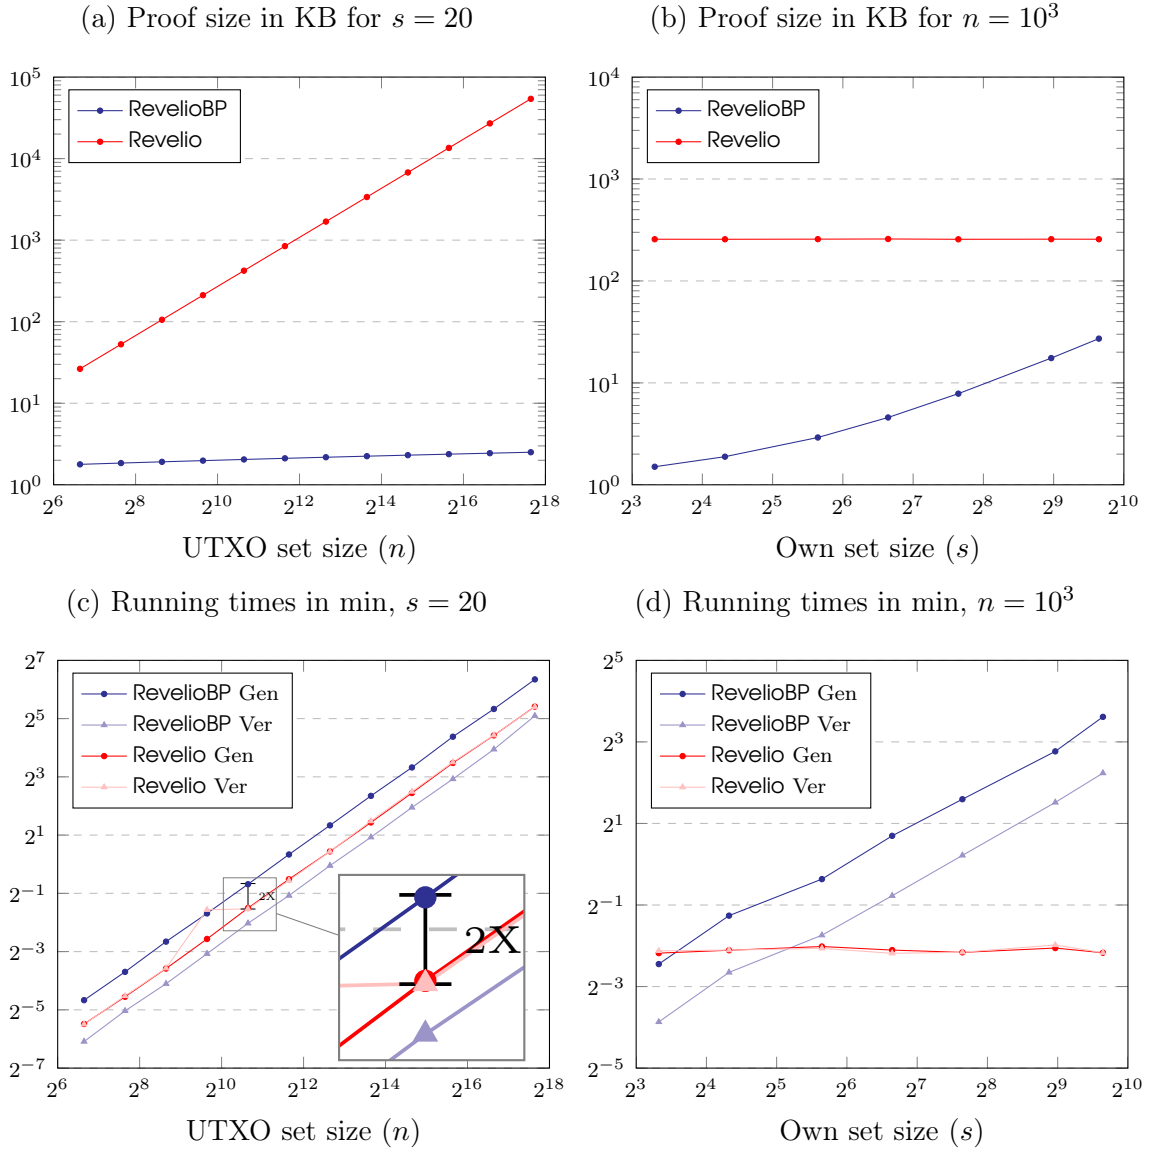 (a) Proof size in KB for s = 20
10^5
10^4
10^3
10^2
10^1
10^0
RevelioBP
Revelio
2^6 2^8 2^10 2^12 2^14 2^16 2^18
UTXO set size (n)
(b) Proof size in KB for n = 10^3
10^4
10^3
10^2
10^1
10^0
RevelioBP
Revelio
2^3 2^4 2^5 2^6 2^7 2^8 2^9 2^10
Own set size (s)
(c) Running times in min, s = 20
2^7
2^5
2^3
2^1
2^-1
2^-3
2^-5
2^-7
RevelioBP Gen
RevelioBP Ver
Revelio Gen
Revelio Ver
2X
2X
2^6 2^8 2^10 2^12 2^14 2^16 2^18
UTXO set size (n)
(d) Running times in min, n = 10^3
2^5
2^3
2^1
2^-1
2^-3
2^-5
RevelioBP Gen
RevelioBP Ver
Revelio Gen
Revelio Ver
2^3 2^4 2^5 2^6 2^7 2^8 2^9 2^10
Own set size (s)